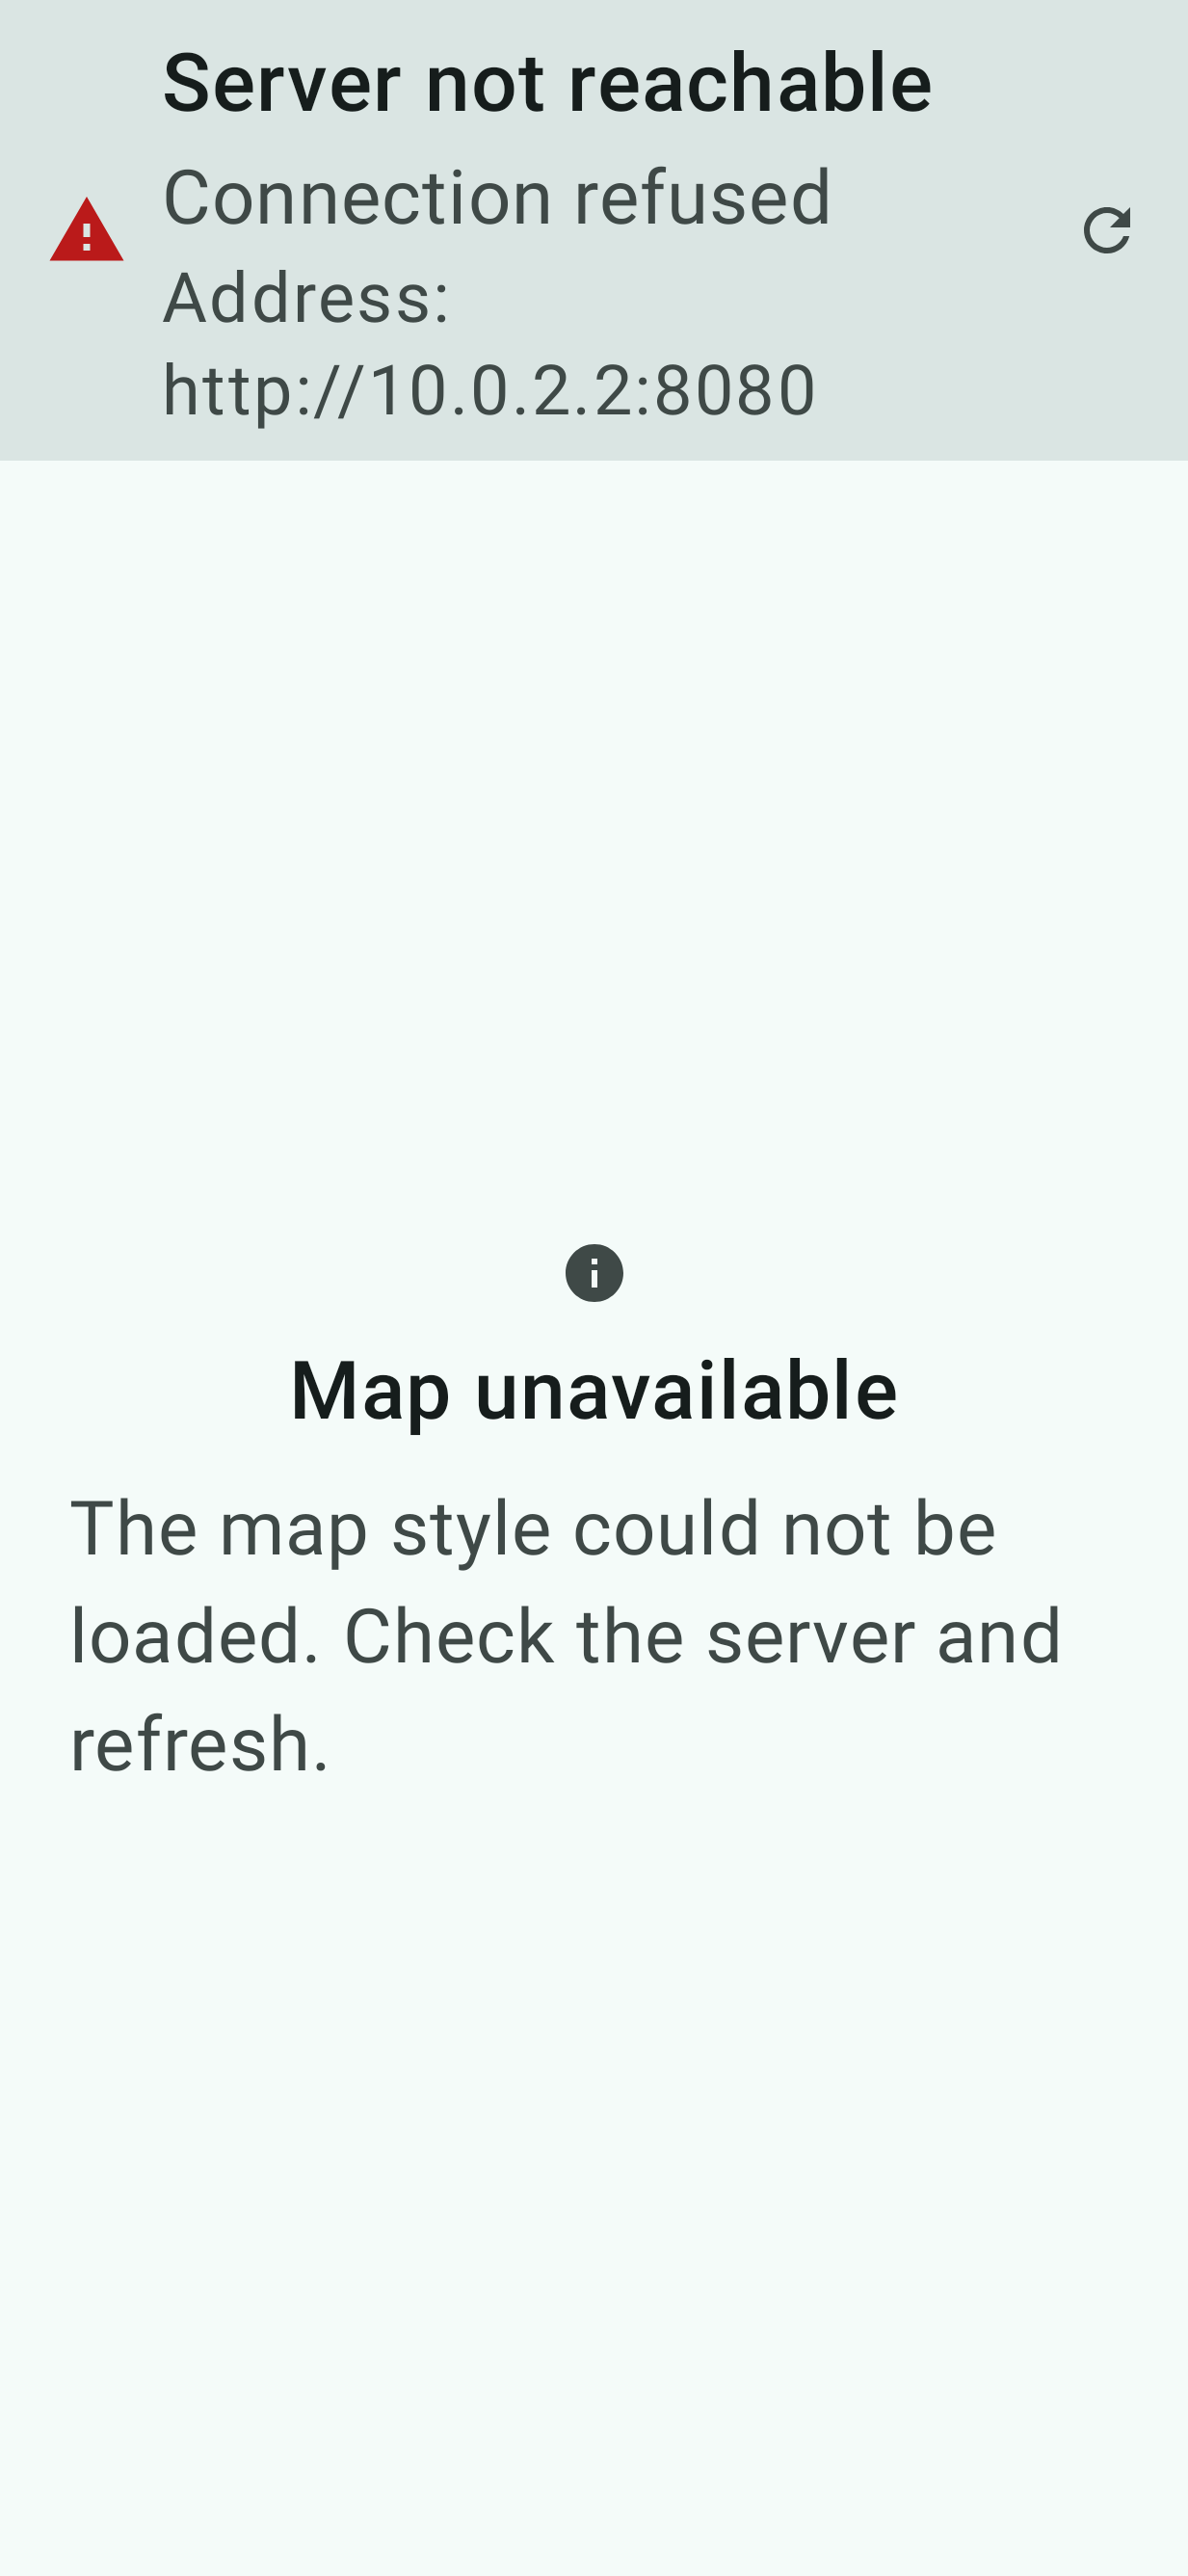 Server not reachable
Connection refused
Address:
http://10.0.2.2:8080
Map unavailable
The map style could not be
loaded. Check the server and
refresh.